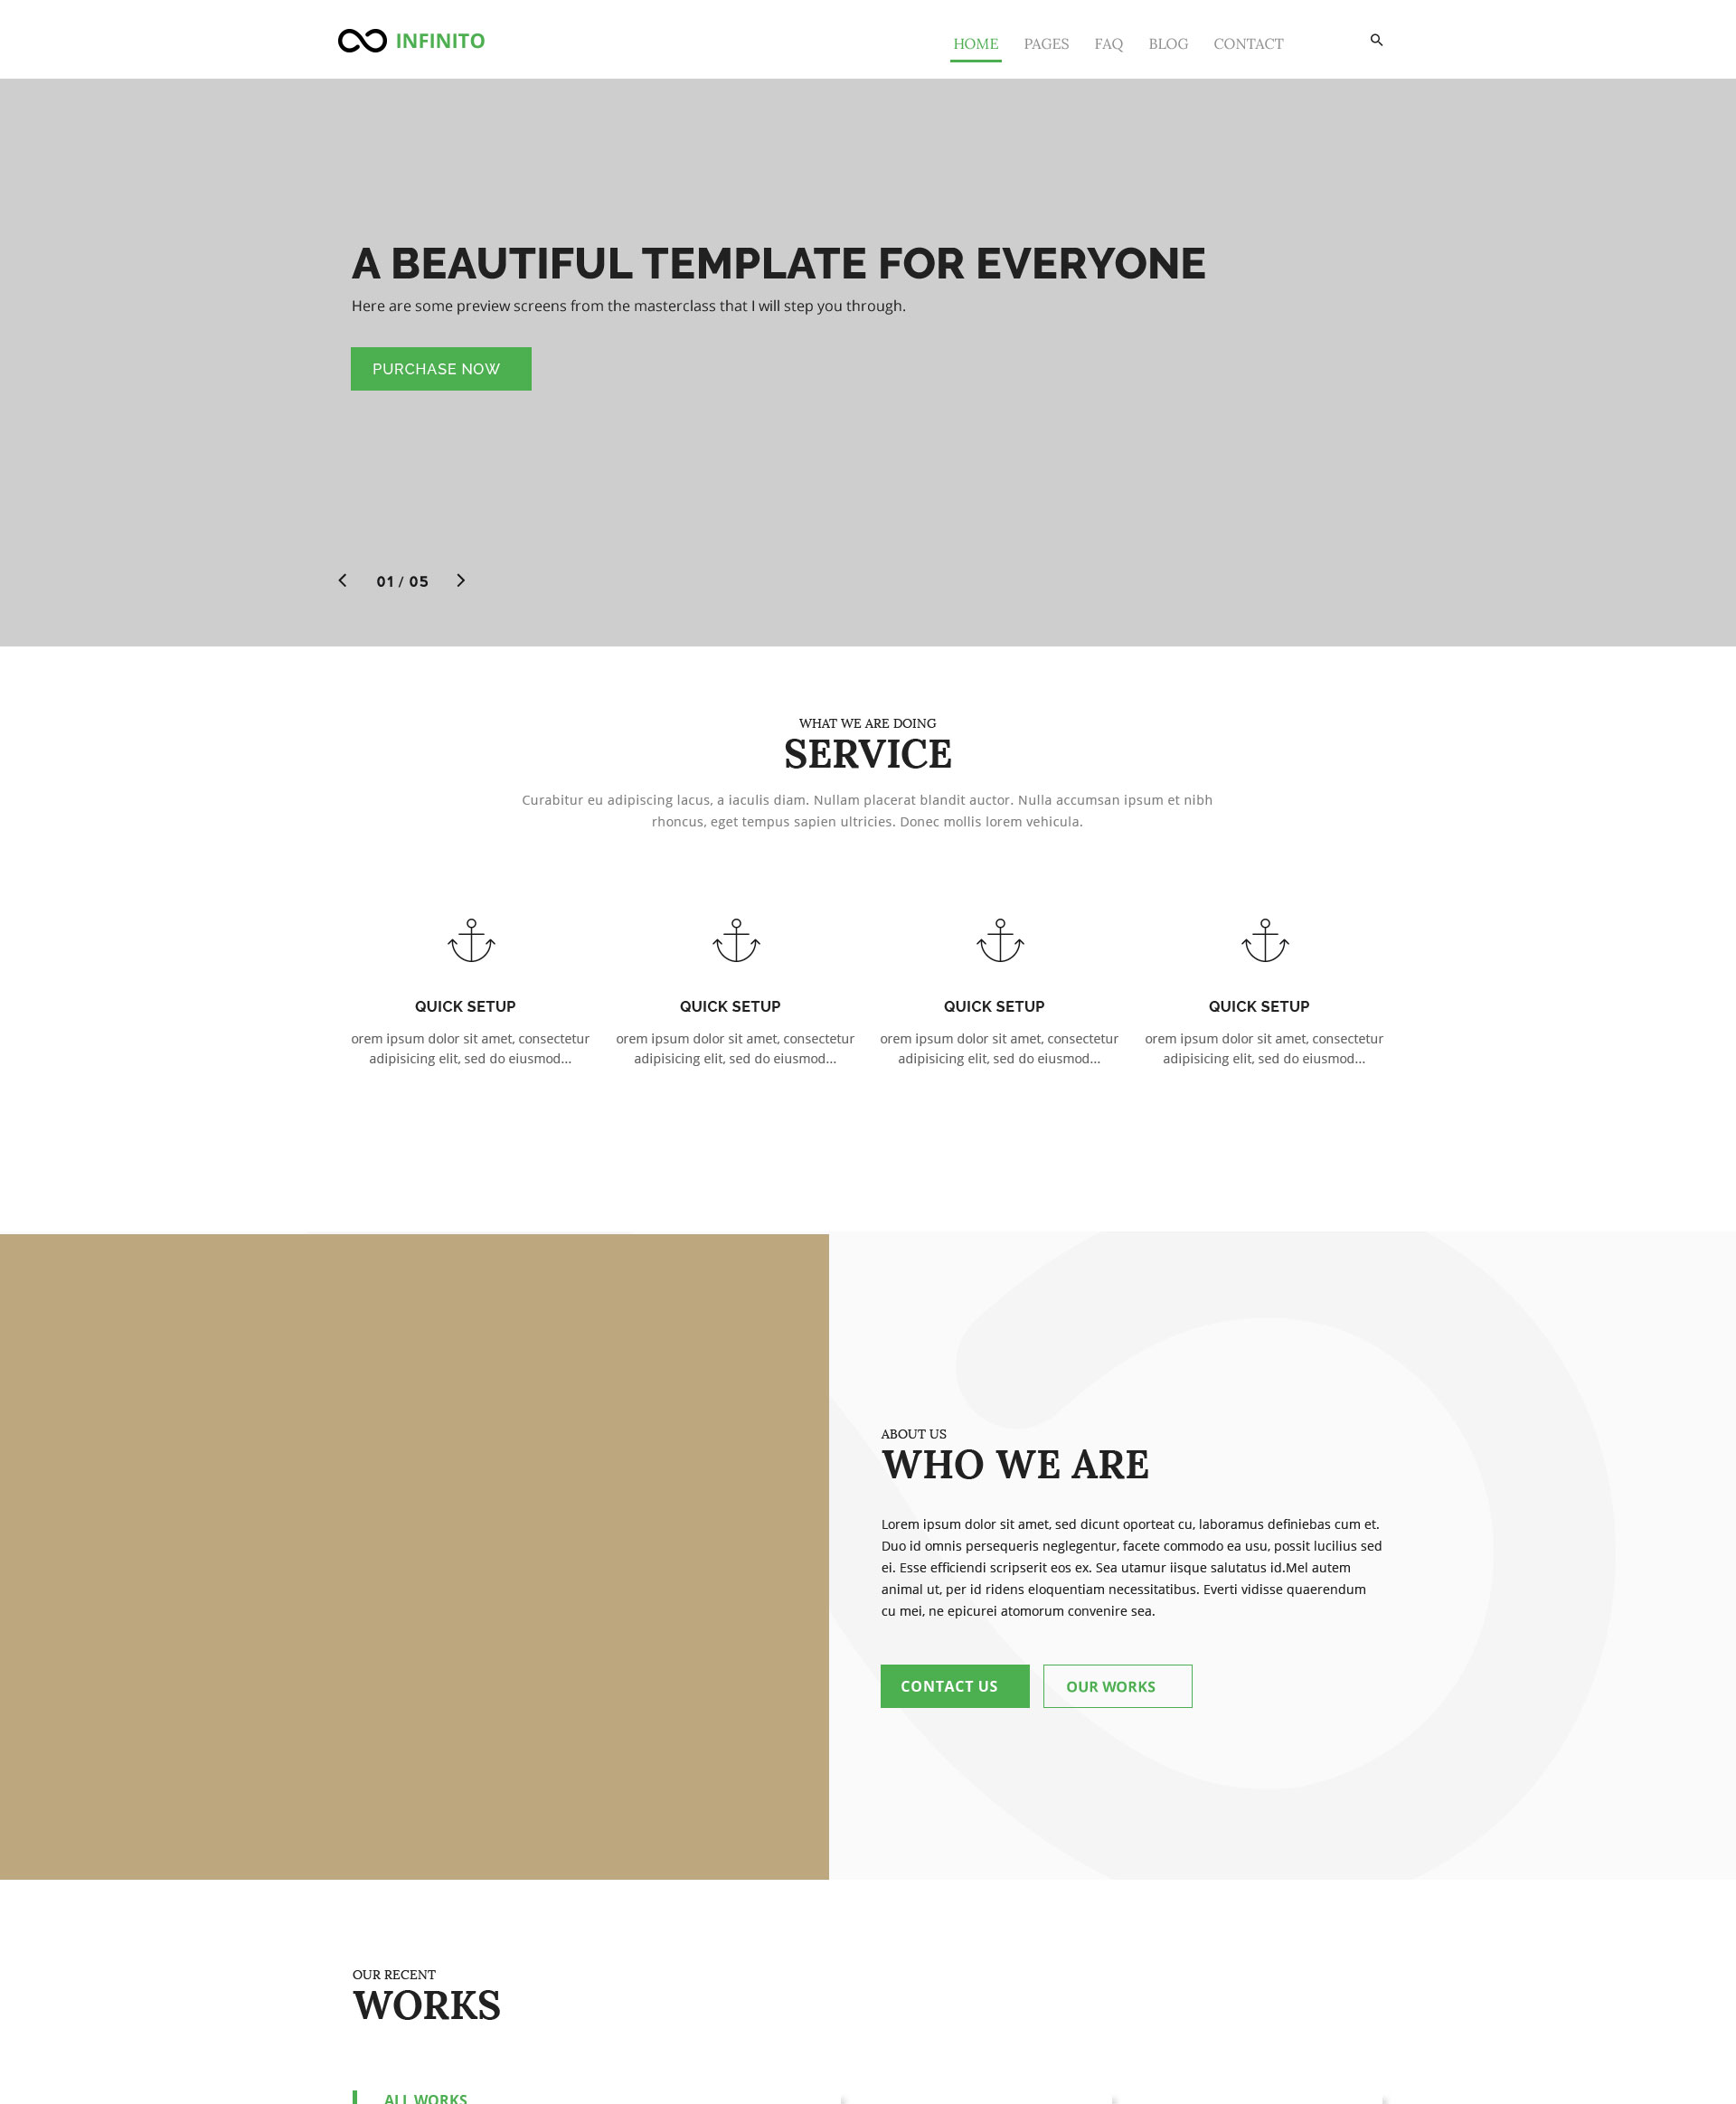 INFINITO
HOME PAGES FAQ BLOG CONTACT
A BEAUTIFUL TEMPLATE FOR EVERYONE
Here are some preview screens from the masterclass that I will step you through.
PURCHASE NOW
01 / 05
WHAT WE ARE DOING
SERVICE
Curabitur eu adipiscing lacus, a iaculis diam. Nullam placerat blandit auctor. Nulla accumsan ipsum et nibh
rhoncus, eget tempus sapien ultricies. Donec mollis lorem vehicula.
QUICK SETUP
orem ipsum dolor sit amet, consectetur
adipisicing elit, sed do eiusmod...
QUICK SETUP
orem ipsum dolor sit amet, consectetur
adipisicing elit, sed do eiusmod...
QUICK SETUP
orem ipsum dolor sit amet, consectetur
adipisicing elit, sed do eiusmod...
QUICK SETUP
orem ipsum dolor sit amet, consectetur
adipisicing elit, sed do eiusmod...
ABOUT US
WHO WE ARE
Lorem ipsum dolor sit amet, sed dicunt oporteat cu, laboramus definiebas cum et.
Duo id omnis persequeris neglegentur, facete commodo ea usu, possit lucilius sed
ei. Esse efficiendi scripserit eos ex. Sea utamur iisque salutatus id.Mel autem
animal ut, per id ridens eloquentiam necessitatibus. Everti vidisse quaerendum
cu mei, ne epicurei atomorum convenire sea.
CONTACT US
OUR WORKS
OUR RECENT
WORKS
ALL WORKS